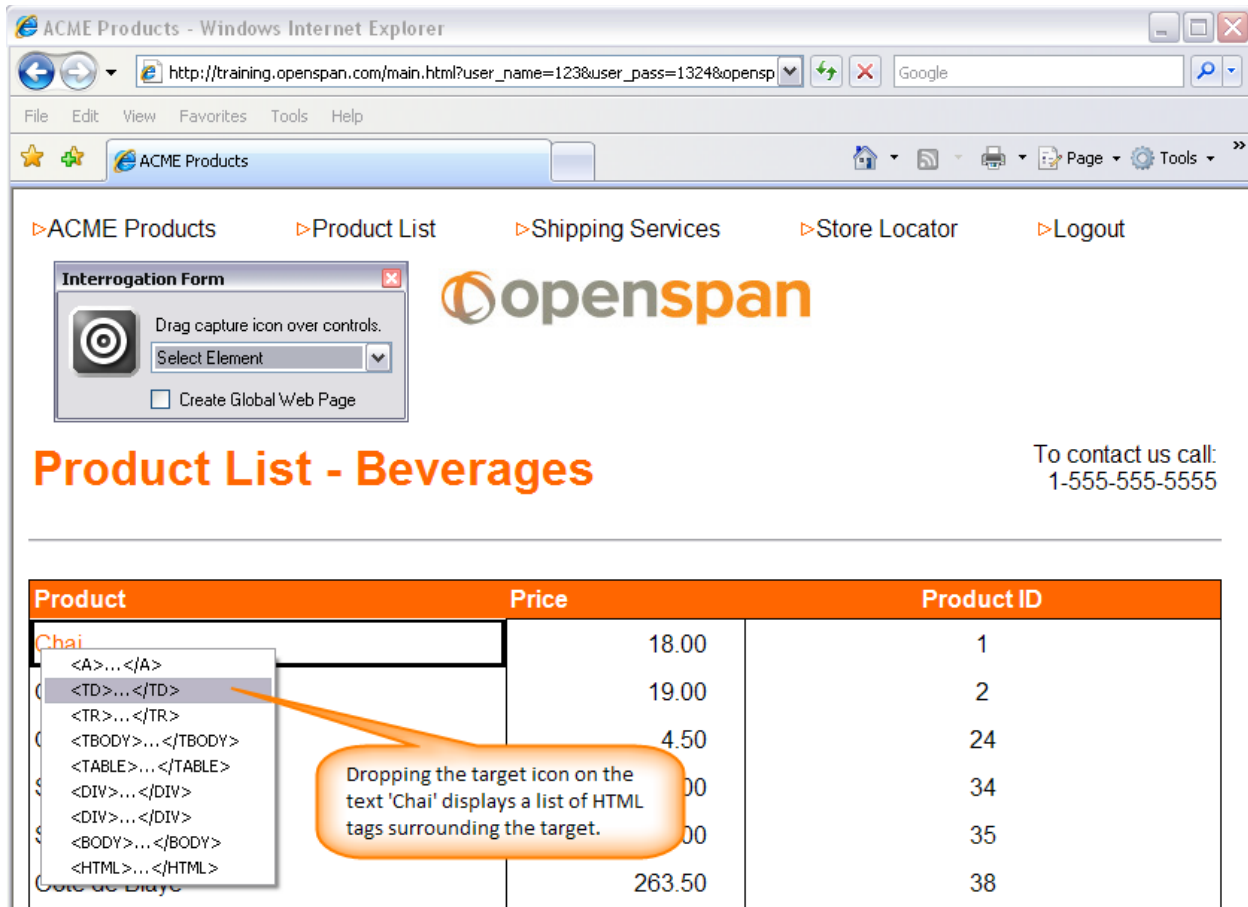 ACME Products - Windows Internet Explorer
http://training.openspan.com/main.html?user_name=123&user_pass=1324&opensp
Google
File Edit View Favorites Tools Help
ACME Products
Page Tools »
ACME Products Product List Shipping Services Store Locator Logout
Interrogation Form
Drag capture icon over controls.
Select Element
Create Global Web Page
openspan
Product List - Beverages
To contact us call:
1-555-555-5555
Product Price Product ID
Chai 18.00 1
<A>...</A>
<TD>...</TD>
19.00 2
<TR>...</TR>
<TBODY>...</TBODY>
4.50 24
<TABLE>...</TABLE>
<DIV>...</DIV>
34
<DIV>...</DIV>
<BODY>...</BODY>
35
<HTML>...</HTML>
Dropping the target icon on the
text 'Chai' displays a list of HTML
tags surrounding the target.
263.50 38